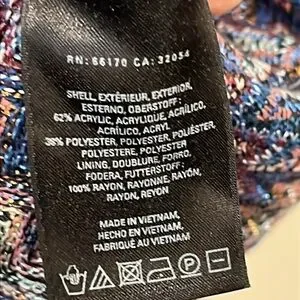 RN: 66170 CA: 32054
SHELL, EXTÉRIEUR, EXTERIOR,
ESTERNO, OBERSTOFF:
62% ACRYLIC, ACRYLIQUE, ACRÍLICO,
ACRILICO, ACRYL
38% POLYESTER, POLYESTER, POLIÉSTER,
POLYESTERE, POLYESTER
LINING, DOUBLURE, FORRO,
FODERA, FUTTERSTOFF:
100% RAYON, RAYONNE, RAYÓN,
RAYON, REYON
MADE IN VIETNAM,
HECHO EN VIETNAM,
FABRIQUÉ AU VIETNAM